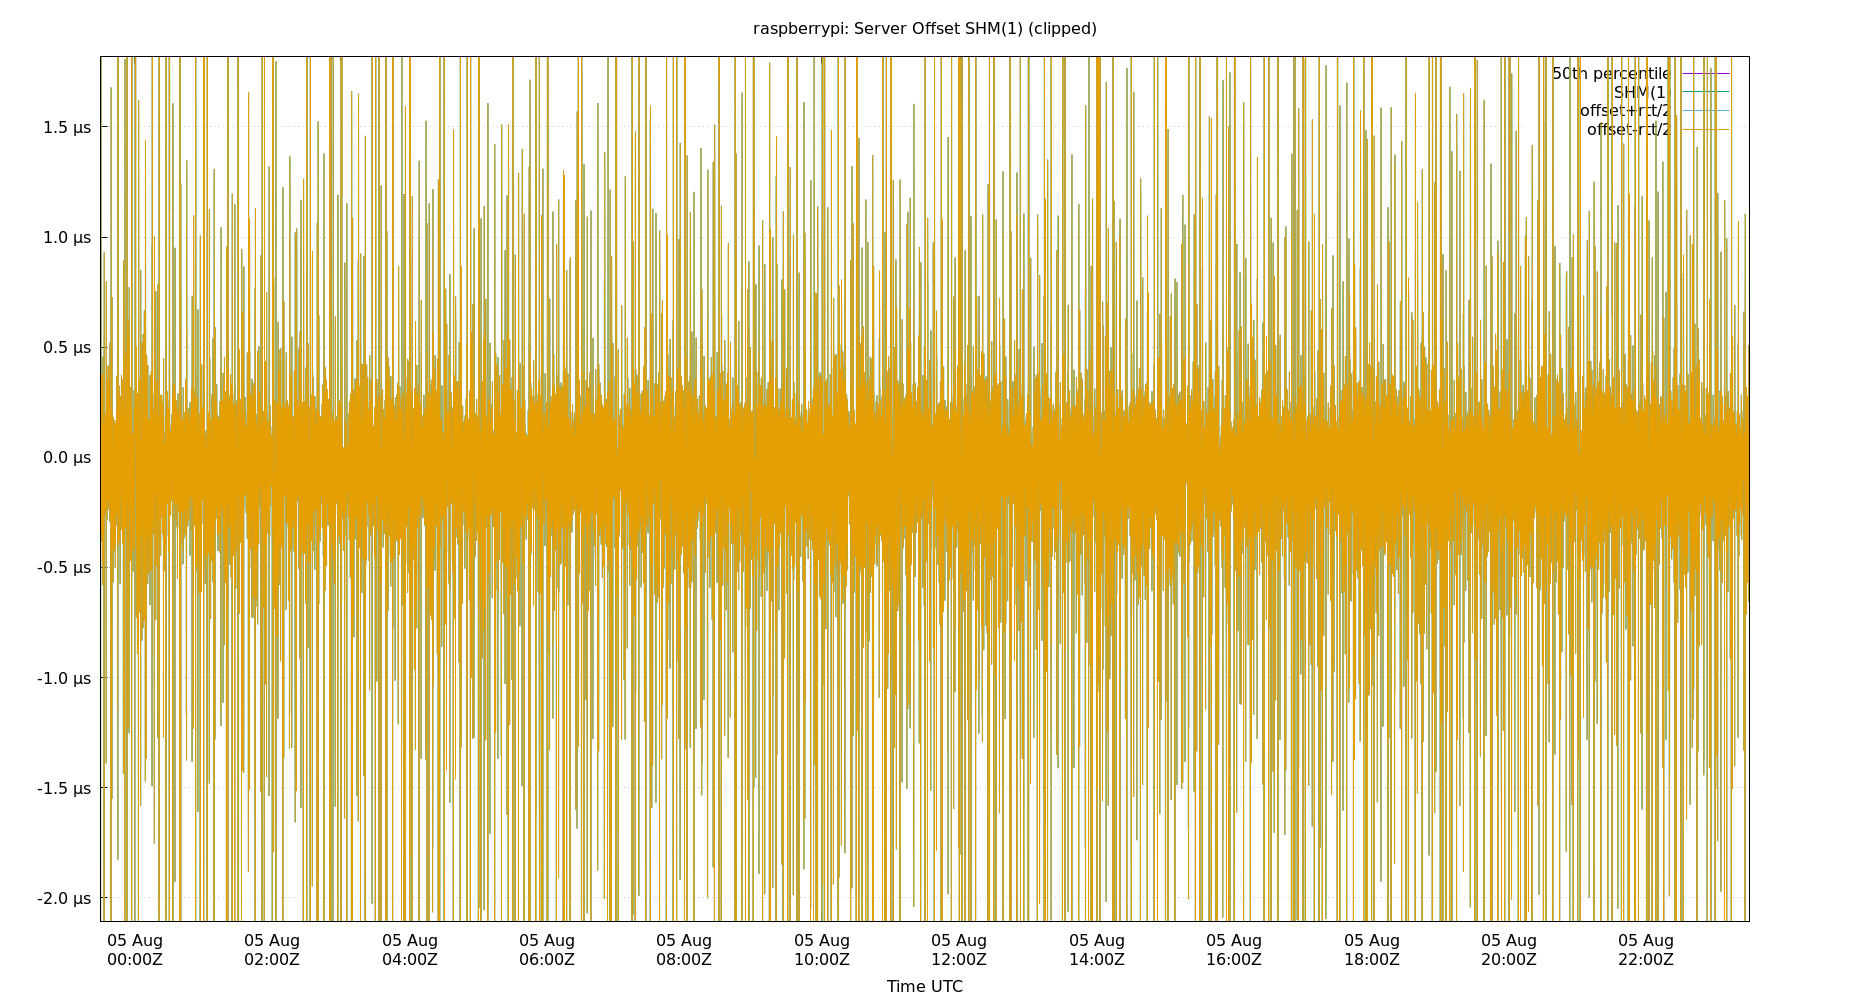 raspberrypi: Server Offset SHM(1) (clipped)
50th percentile
SHM(1)
offset+rtt/2
offset-rtt/2
1.5 µs
1.0 µs
0.5 µs
0.0 µs
-0.5 µs
-1.0 µs
-1.5 µs
-2.0 µs
05 Aug 05 Aug 05 Aug 05 Aug 05 Aug 05 Aug 05 Aug 05 Aug 05 Aug 05 Aug 05 Aug 05 Aug
00:00Z 02:00Z 04:00Z 06:00Z 08:00Z 10:00Z 12:00Z 14:00Z 16:00Z 18:00Z 20:00Z 22:00Z
Time UTC